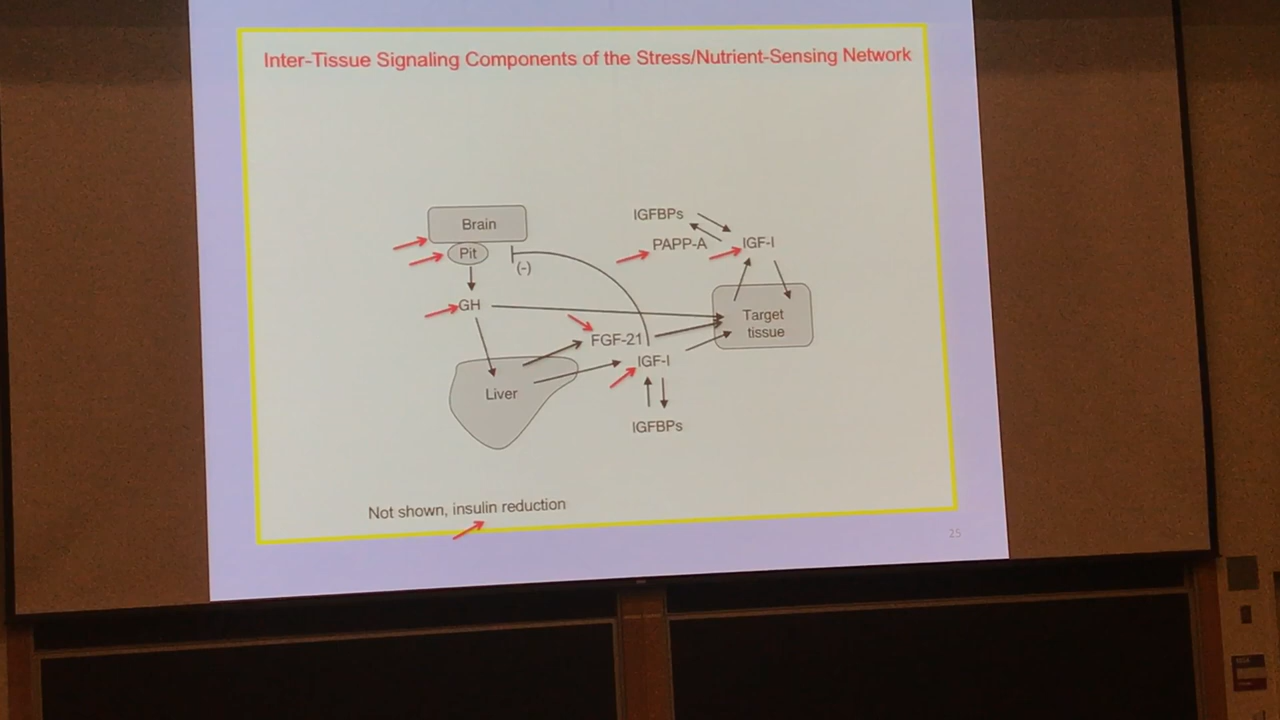 Inter-Tissue Signaling Components of the Stress/Nutrient-Sensing Network
Brain
Pit
(-)
GH
Liver
FGF-21
IGF-I
IGFBPs
IGFBPs
PAPP-A
IGF-I
Target
tissue
Not shown, insulin reduction
25